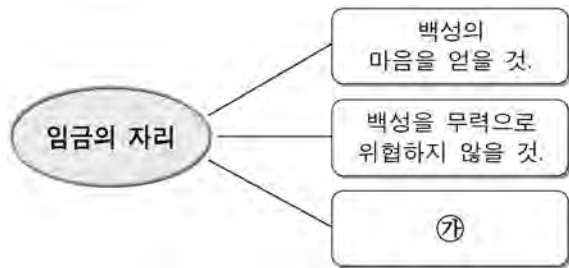 임금의 자리
백성의
마음을 얻을 것.
백성을 무력으로
위협하지 않을 것.
㉮